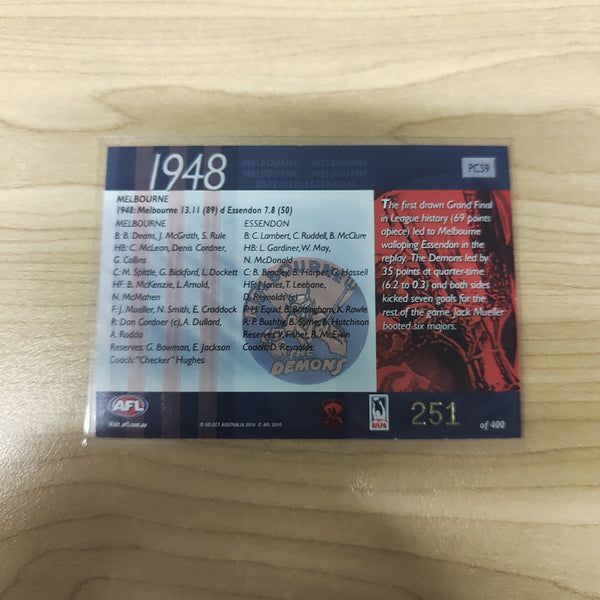 1948
MELBOURNE MELBOURNE
MELBOURNE MELBOURNE
DEFEATED ESSENDON
PC59
MELBOURNE
1948: Melbourne 13.11 (89) d Essendon 7.8 (50)
MELBOURNE
B: B. Deans, J. McGrath, S. Rule
HB: C. McLean, Denis Cordner,
G. Collins
C: M. Spittle, G. Bickford, L. Dockett
HF: B. McKenzie, L. Arnold,
N. McMahen
F: J. Mueller, N. Smith, E. Craddock
R: Don Cordner (c), A. Dullard,
A. Rodda
Reserves: G. Bowman, E. Jackson
Coach: "Checker" Hughes
ESSENDON
B: C. Lambert, C. Ruddell, B. McClure
HB: L. Gardiner, W. May,
N. McDonald
C: B. Bradley, B. Harper, G. Hassell
HF: J. Jones, T. Leehane,
D. Reynolds
F: H. Equid, B. Brittingham, K. Rawle
R: P. Bushby, B. Syme, B. Hutchison
Reserves: V. Fisher, B. McEwin
Coach: D. Reynolds
MELBOURNE
THE
DEMONS
The first drawn Grand Final
in League history (69 points
apiece) led to Melbourne
walloping Essendon in the
replay. The Demons led by
35 points at quarter-time
(6.2 to 0.3) and both sides
kicked seven goals for the
rest of the game. Jack Mueller
booted six majors.
AFL
Visit afl.com.au
© SELECT AUSTRALIA 2010 © AFL 2010
AFLPA
251
of 400